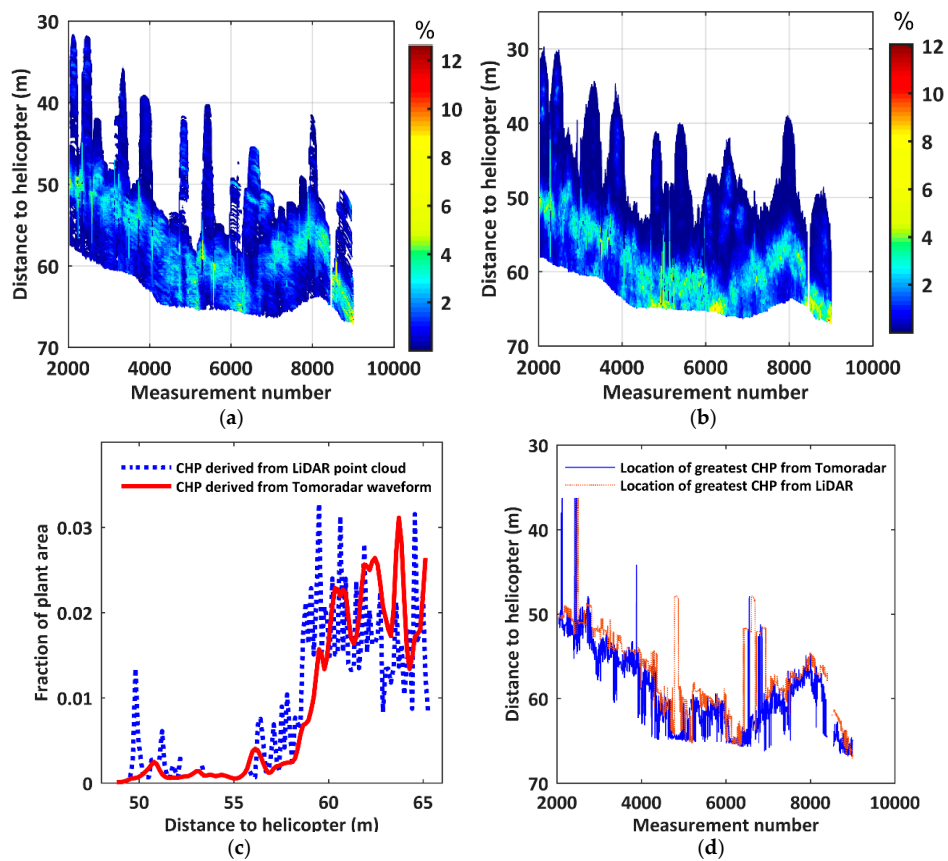 %
30
40
50
60
70
Distance to helicopter (m)
2000 4000 6000 8000 10000
Measurement number
12
10
8
6
4
2
(a)
%
30
40
50
60
70
Distance to helicopter (m)
2000 4000 6000 8000 10000
Measurement number
12
10
8
6
4
2
(b)
CHP derived from LiDAR point cloud
CHP derived from Tomoradar waveform
0.03
0.02
0.01
0
Fraction of plant area
50 55 60 65
Distance to helicopter (m)
(c)
Location of greatest CHP from Tomoradar
Location of greatest CHP from LiDAR
30
40
50
60
70
Distance to helicopter (m)
2000 4000 6000 8000 10000
Measurement number
(d)